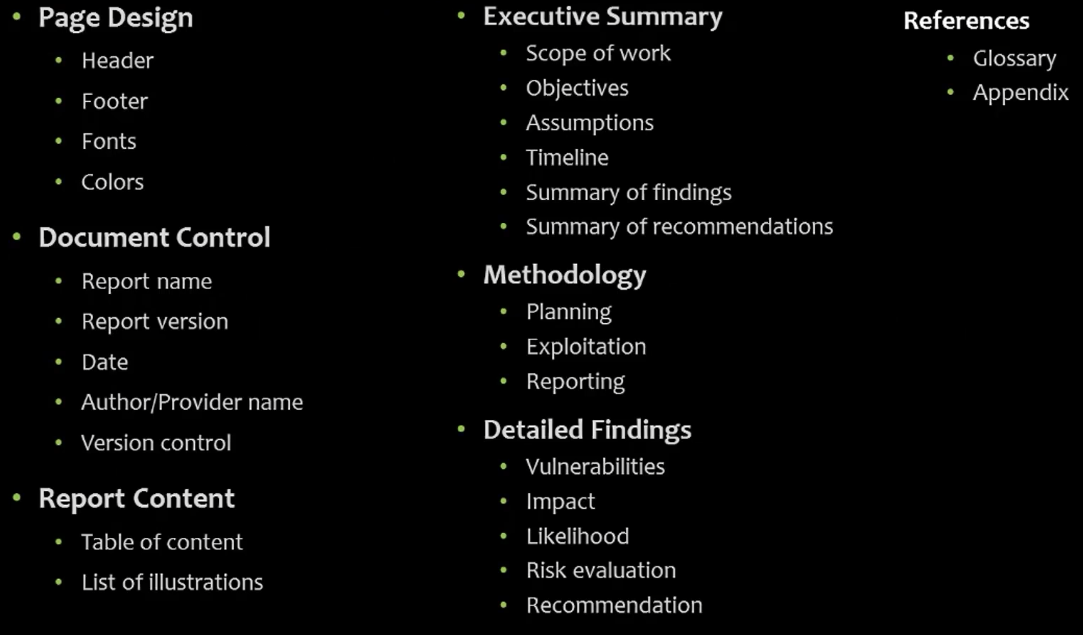 • Page Design
• Header
• Footer
• Fonts
• Colors
• Document Control
• Report name
• Report version
• Date
• Author/Provider name
• Version control
• Report Content
• Table of content
• List of illustrations
• Executive Summary
• Scope of work
• Objectives
• Assumptions
• Timeline
• Summary of findings
• Summary of recommendations
• Methodology
• Planning
• Exploitation
• Reporting
• Detailed Findings
• Vulnerabilities
• Impact
• Likelihood
• Risk evaluation
• Recommendation
References
• Glossary
• Appendix